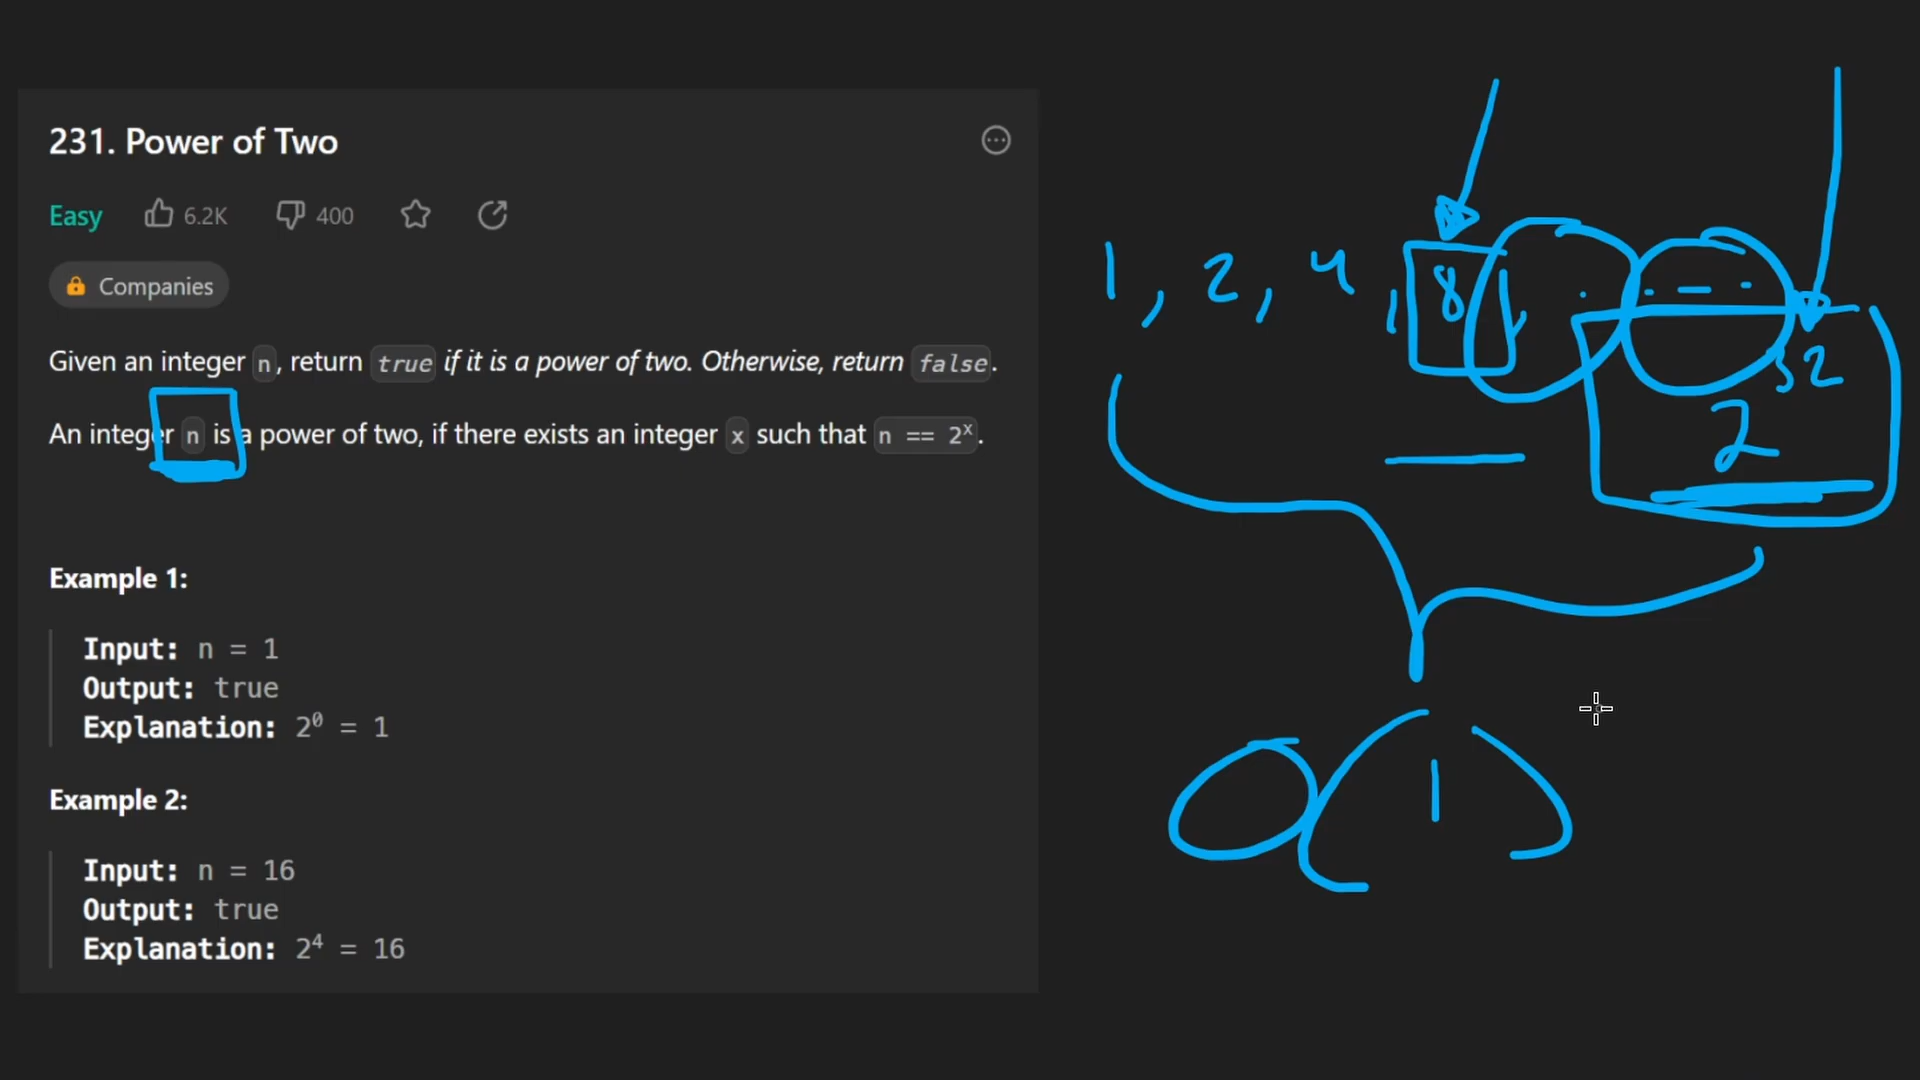 231. Power of Two
Easy 6.2K 400
Companies
Given an integer n, return true if it is a power of two. Otherwise, return false.
An integer n is a power of two, if there exists an integer x such that n == 2ˣ.
Example 1:
Input: n = 1
Output: true
Explanation: 2⁰ = 1
Example 2:
Input: n = 16
Output: true
Explanation: 2⁴ = 16
1, 2, 4, 8,
32
2
1